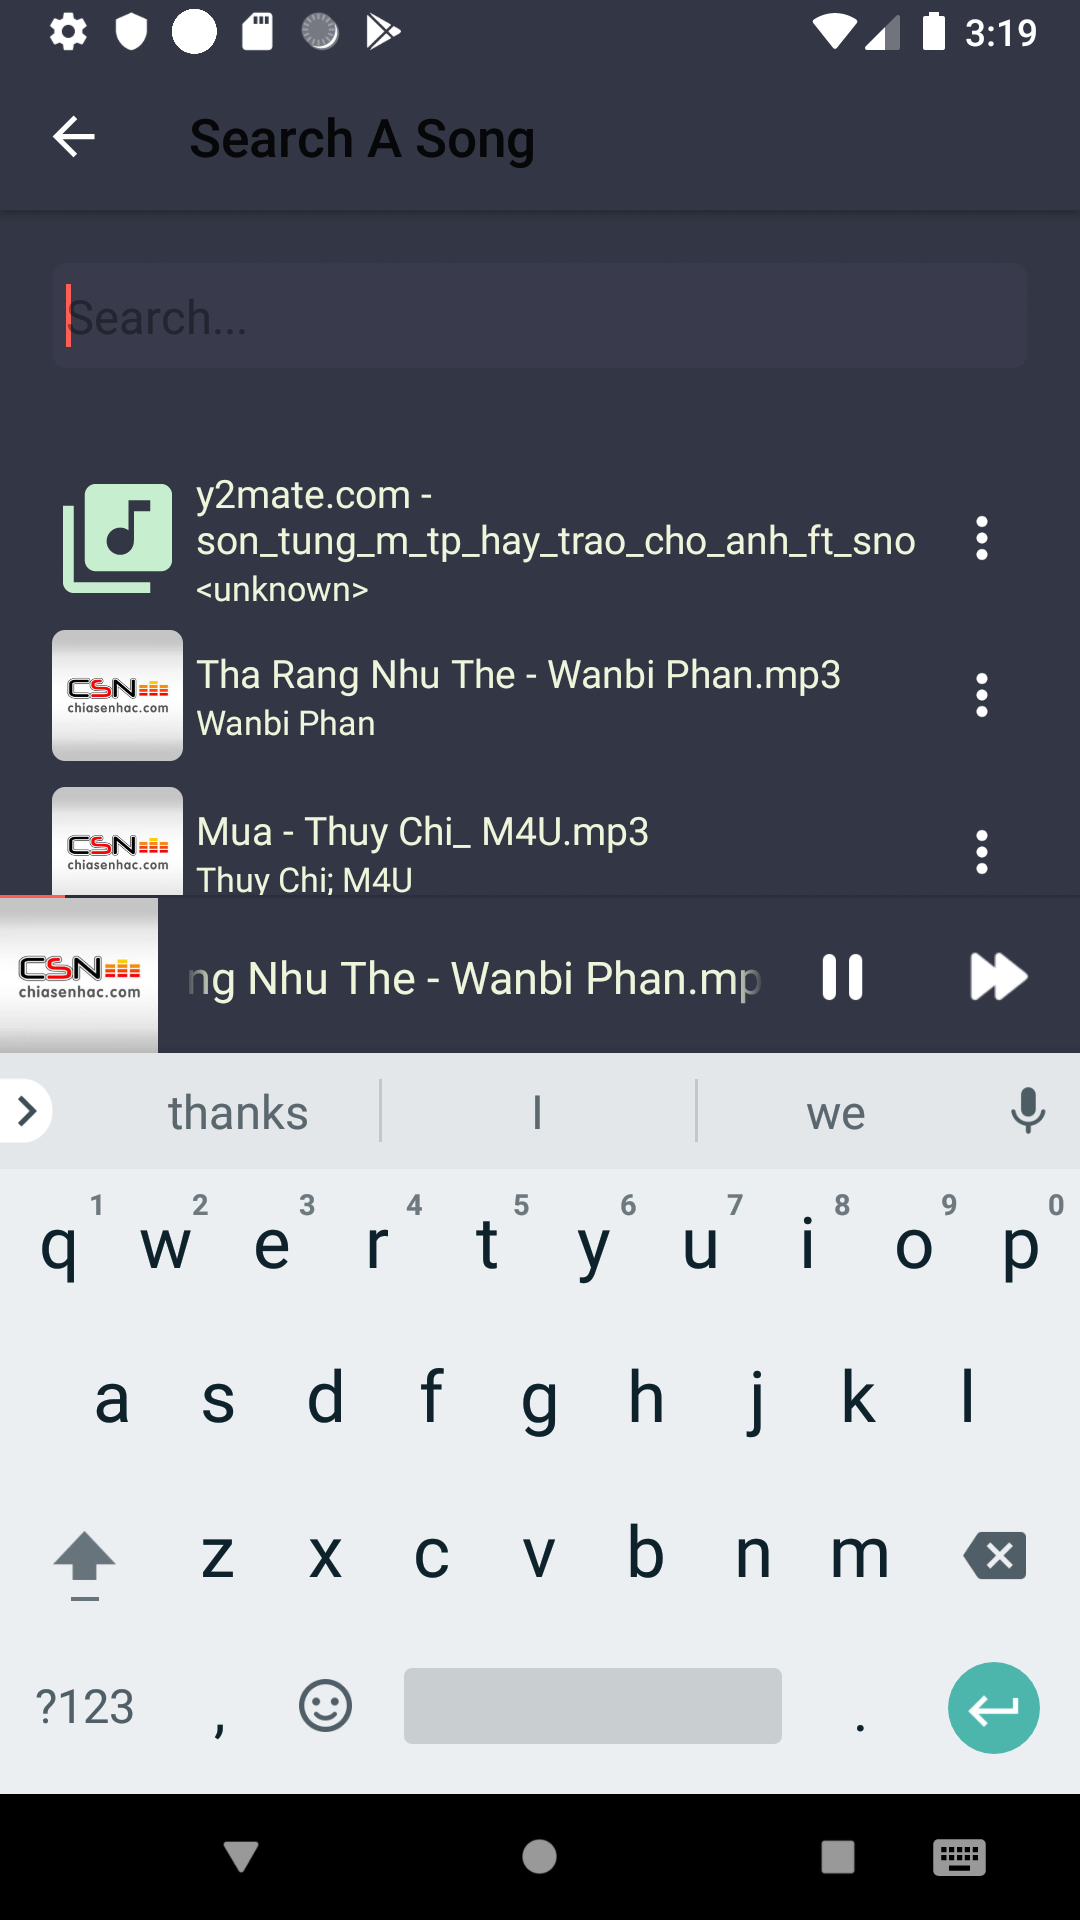 3:19
Search A Song
Search...
y2mate.com -
son_tung_m_tp_hay_trao_cho_anh_ft_sno
<unknown>
CSN
chiasenhac.com
Tha Rang Nhu The - Wanbi Phan.mp3
Wanbi Phan
CSN
chiasenhac.com
Mua - Thuy Chi_ M4U.mp3
Thuy Chi; M4U
CSN
chiasenhac.com
ng Nhu The - Wanbi Phan.mp
thanks I we
1 2 3 4 5 6 7 8 9 0
q w e r t y u i o p
a s d f g h j k l
z x c v b n m
?123 , .